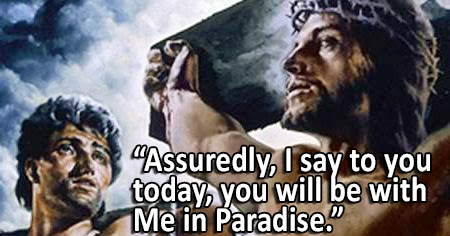 “Assuredly, I say to you
today, you will be with
Me in Paradise.”